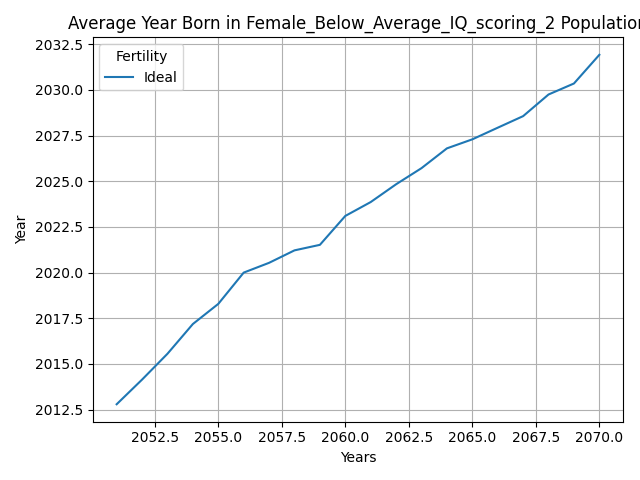 Average Year Born in Female_Below_Average_IQ_scoring_2 Population
Fertility
Ideal
Year
2032.5
2030.0
2027.5
2025.0
2022.5
2020.0
2017.5
2015.0
2012.5
2052.5 2055.0 2057.5 2060.0 2062.5 2065.0 2067.5 2070.0
Years